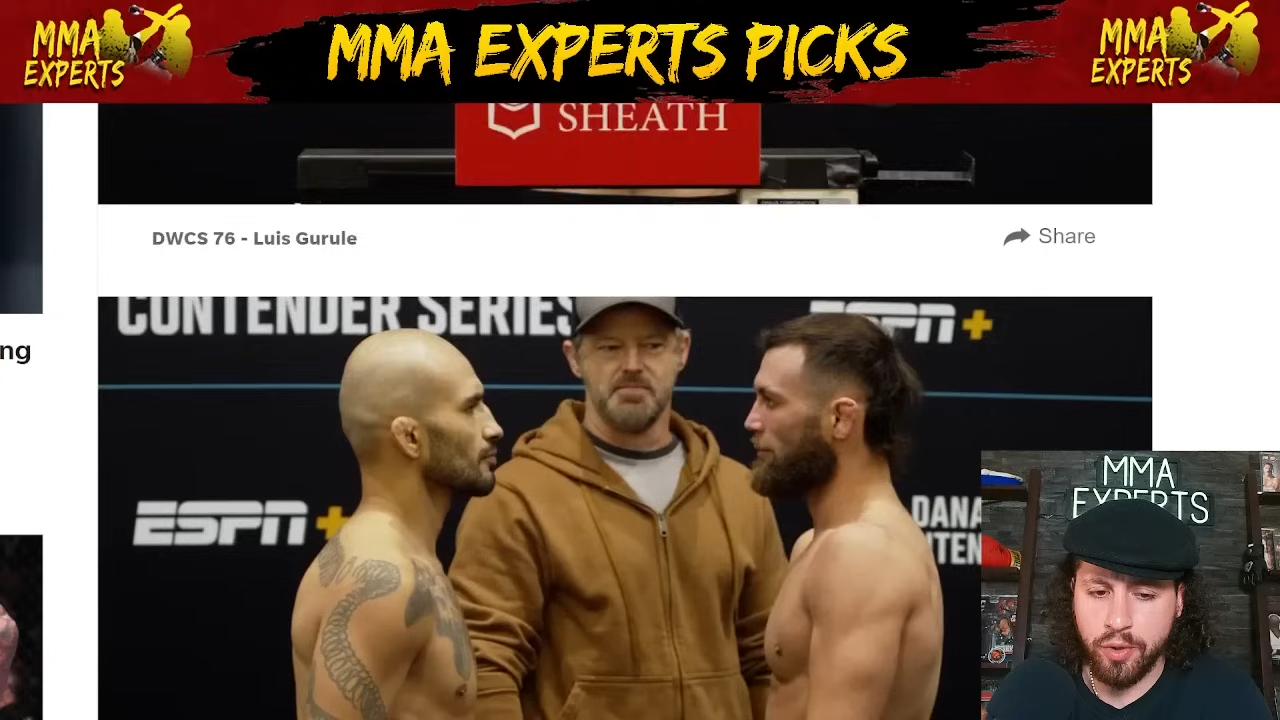 MMA
EXPERTS
MMA EXPERTS PICKS
MMA
EXPERTS
SHEATH
DWCS 76 - Luis Gurule
Share
CONTENDER SERIES
ESPN+
ng
ESPN+
DANA
MMA
EXPERTS